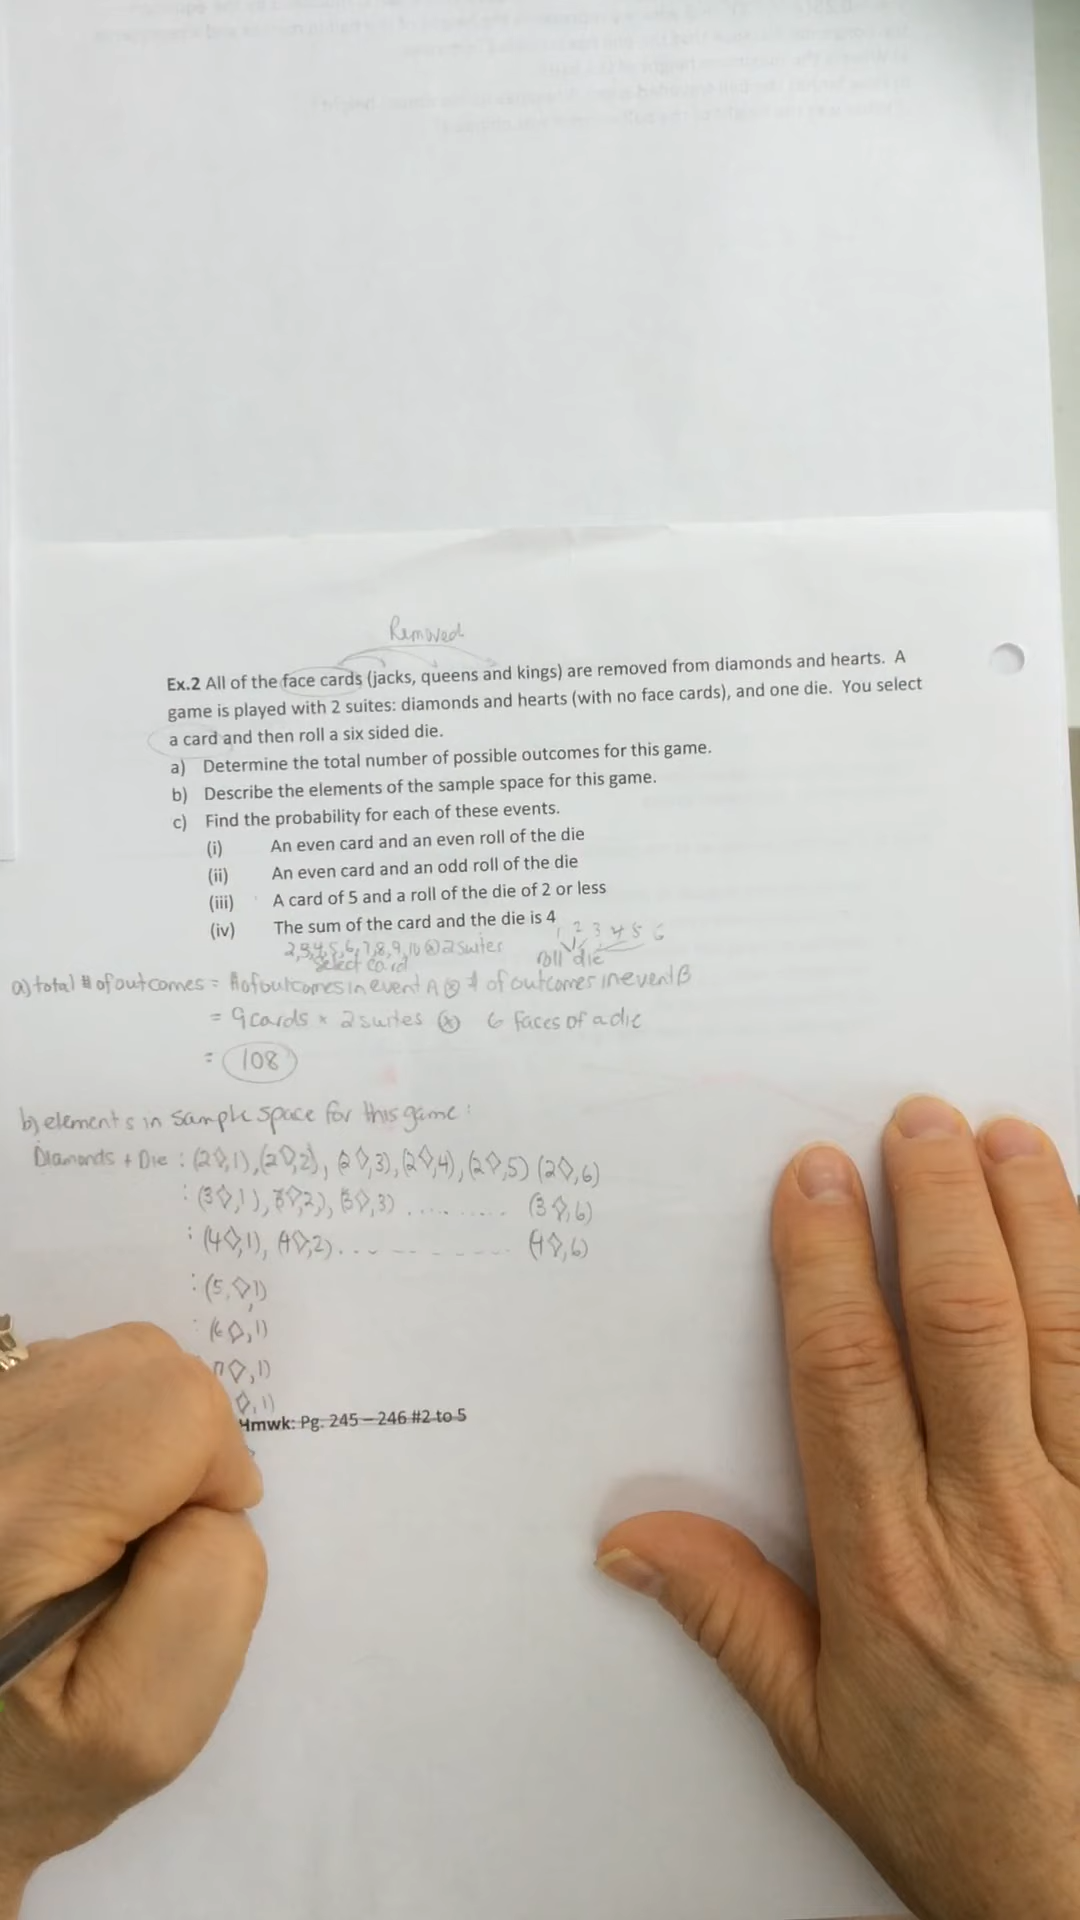 Removed
Ex.2 All of the face cards (jacks, queens and kings) are removed from diamonds and hearts. A
game is played with 2 suites: diamonds and hearts (with no face cards), and one die. You select
a card and then roll a six sided die.
a) Determine the total number of possible outcomes for this game.
b) Describe the elements of the sample space for this game.
c) Find the probability for each of these events.
(i) An even card and an even roll of the die
(ii) An even card and an odd roll of the die
(iii) A card of 5 and a roll of the die of 2 or less
(iv) The sum of the card and the die is 4
1 2 3 4 5 6
2,3,4,5,6,7,8,9,10 ⊗ 2 suites
select card roll die
a) total # of outcomes = # of outcomes in event A ⊗ # of outcomes in event B
= 9 cards × 2 suites ⊗ 6 faces of a die
= 108
b) elements in sample space for this game:
Diamonds + Die : (2◊,1), (2◊,2), (2◊,3), (2◊,4), (2◊,5) (2◊,6)
: (3◊,1), (3◊,2), (3◊,3) .......... (3◊,6)
: (4◊,1), (4◊,2)... - - - - - - - (4◊,6)
: (5,◊1)
: (6◊,1)
7◊,1)
◊,1)
Hmwk: Pg. 245 – 246 #2 to 5